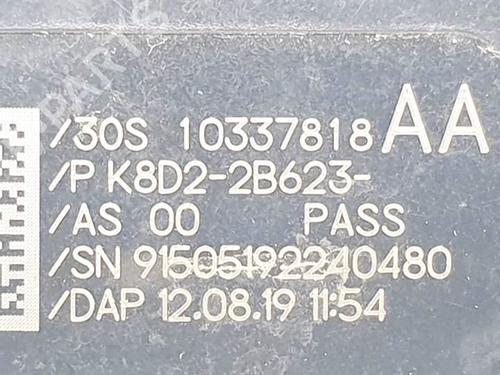 /30S 10337818 AA
/P K8D2-2B623-
/AS 00 PASS
/SN 91505192240480
/DAP 12.08.19 11:54